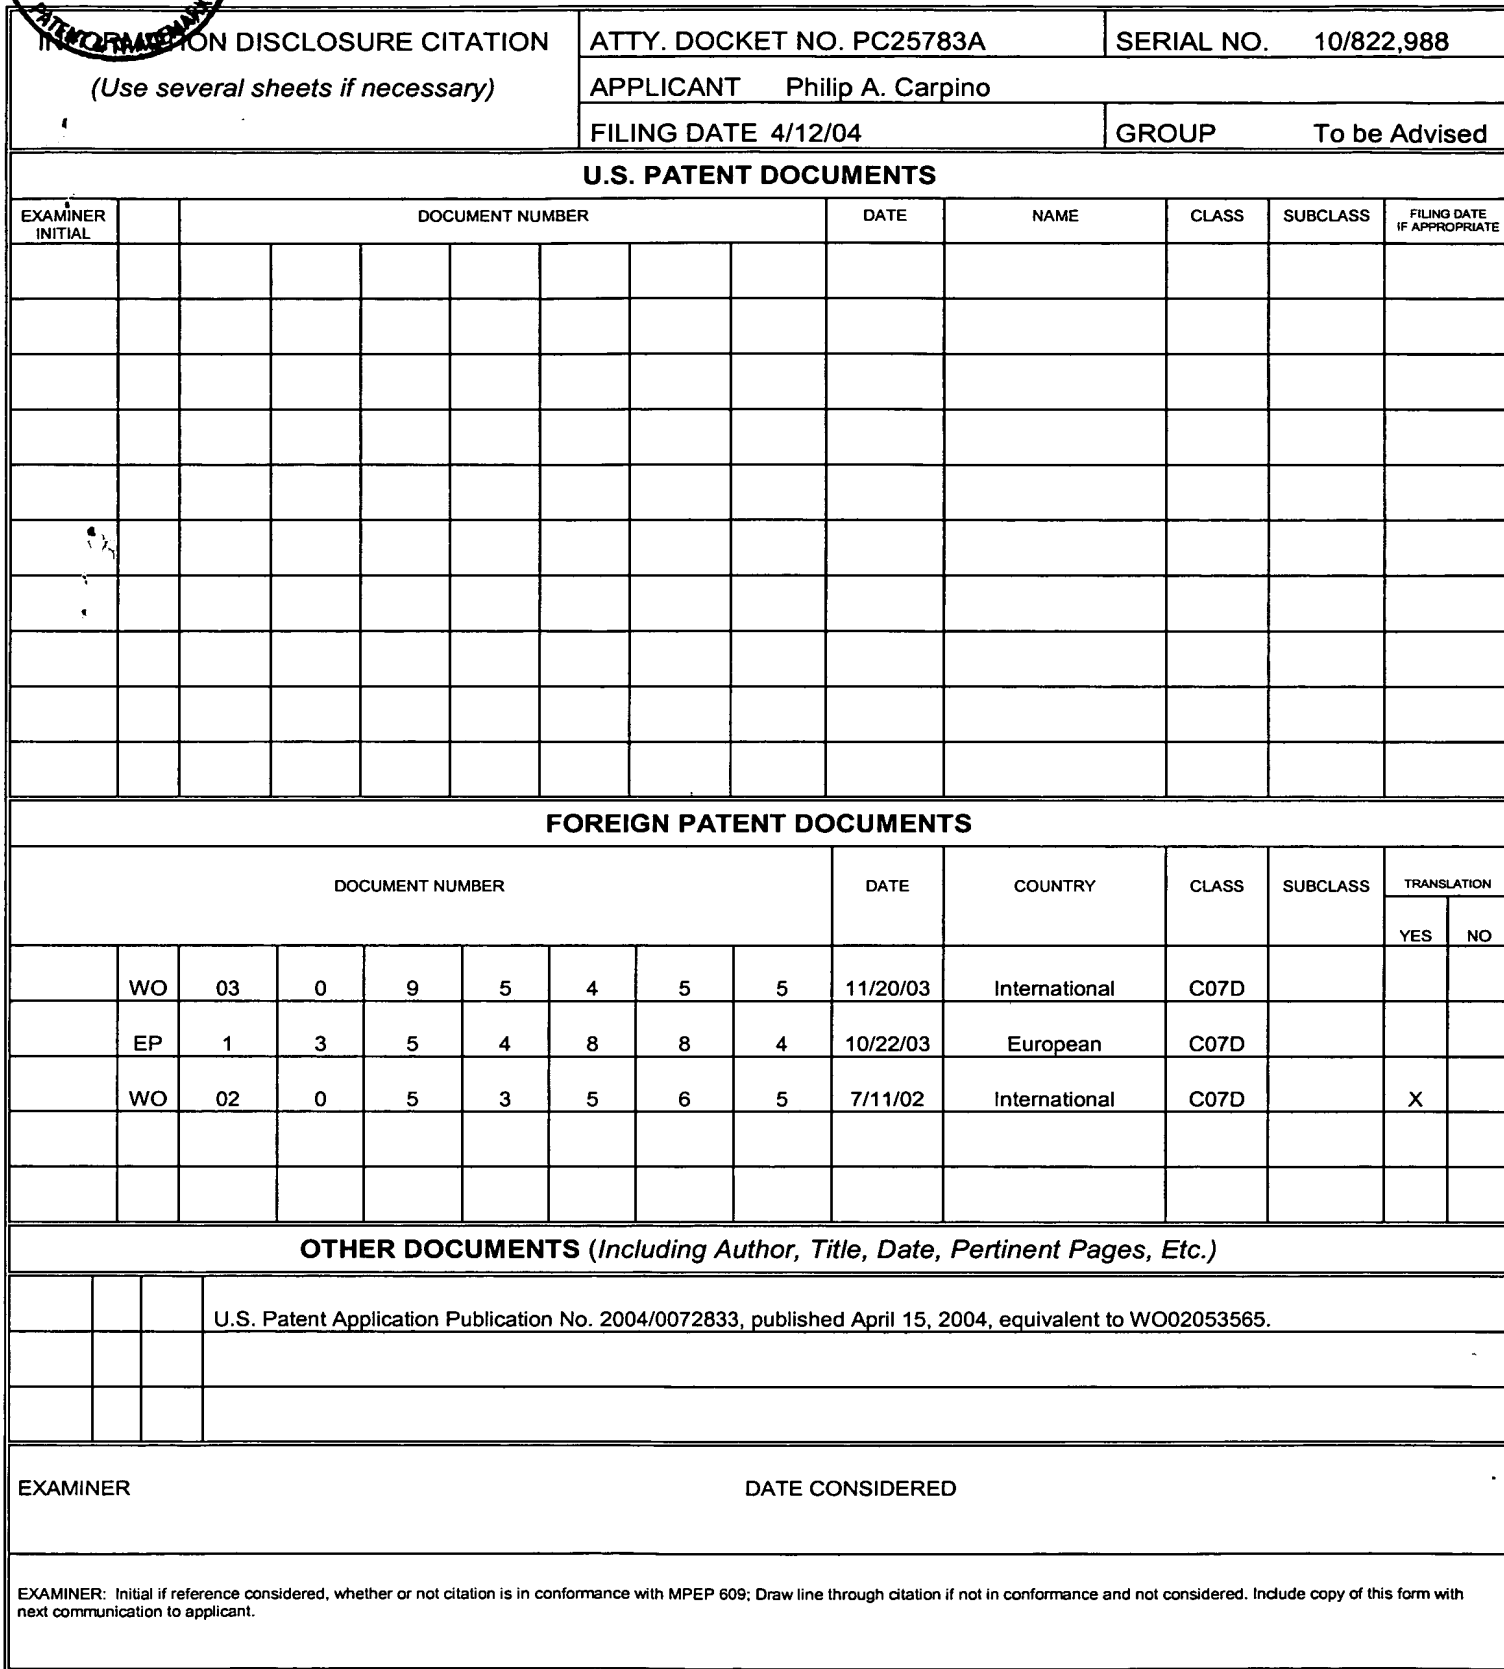 PATENT & TRADEMARK
INFORMATION DISCLOSURE CITATION
(Use several sheets if necessary)
ATTY. DOCKET NO. PC25783A
SERIAL NO. 10/822,988
APPLICANT Philip A. Carpino
FILING DATE 4/12/04
GROUP To be Advised
U.S. PATENT DOCUMENTS
EXAMINER INITIAL DOCUMENT NUMBER DATE NAME CLASS SUBCLASS FILING DATE IF APPROPRIATE
FOREIGN PATENT DOCUMENTS
DOCUMENT NUMBER DATE COUNTRY CLASS SUBCLASS TRANSLATION
YES NO
WO 03 0 9 5 4 5 5 11/20/03 International C07D
EP 1 3 5 4 8 8 4 10/22/03 European C07D
WO 02 0 5 3 5 6 5 7/11/02 International C07D X
OTHER DOCUMENTS (Including Author, Title, Date, Pertinent Pages, Etc.)
U.S. Patent Application Publication No. 2004/0072833, published April 15, 2004, equivalent to WO02053565.
EXAMINER DATE CONSIDERED
EXAMINER: Initial if reference considered, whether or not citation is in conformance with MPEP 609; Draw line through citation if not in conformance and not considered. Include copy of this form with
next communication to applicant.